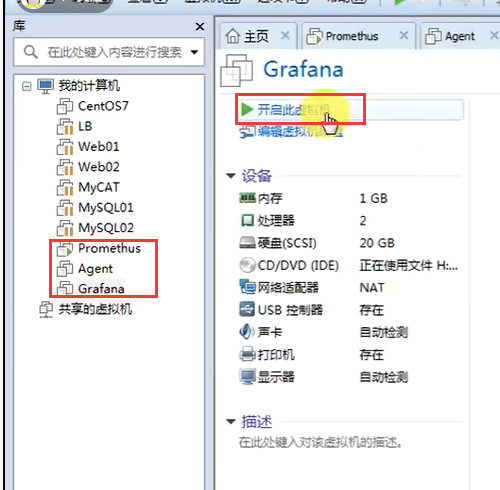 库
在此处键入内容进行搜索
我的计算机
CentOS7
LB
Web01
Web02
MyCAT
MySQL01
MySQL02
Promethus
Agent
Grafana
共享的虚拟机
主页 Promethus Agent
Grafana
开启此虚拟机
编辑虚拟机
设备
内存 1 GB
处理器 2
硬盘(SCSI) 20 GB
CD/DVD (IDE) 正在使用文件 H:...
网络适配器 NAT
USB 控制器 存在
声卡 自动检测
打印机 存在
显示器 自动检测
描述
在此处键入对该虚拟机的描述。